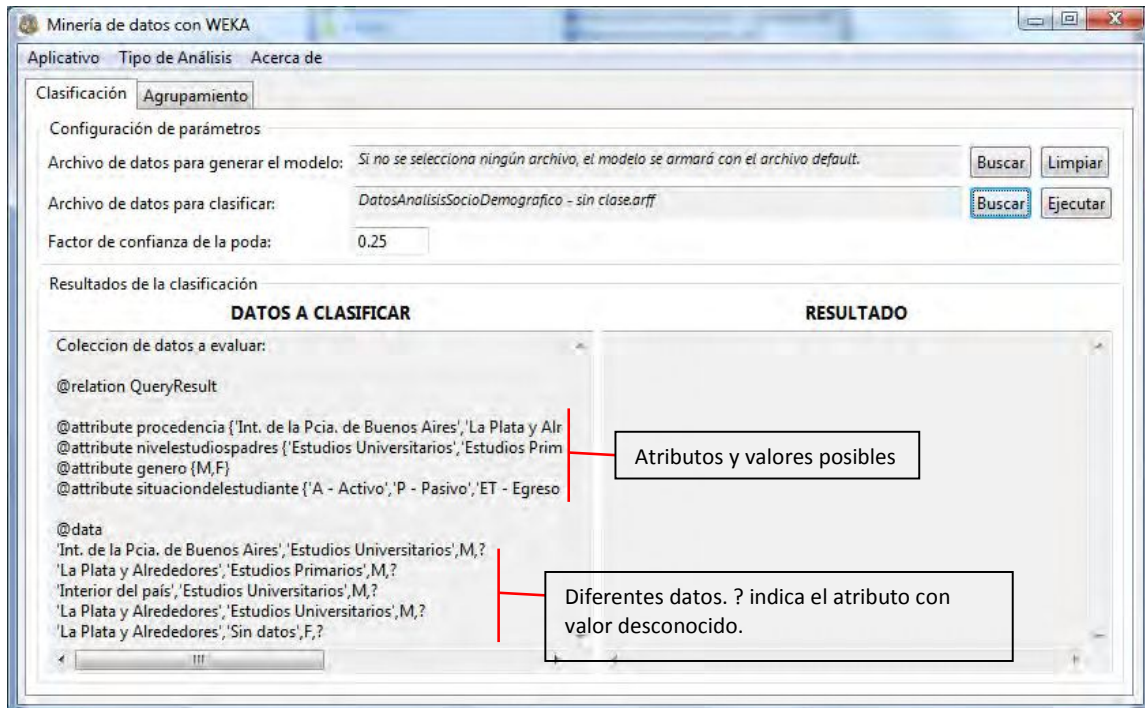 Minería de datos con WEKA
Aplicativo Tipo de Análisis Acerca de
Clasificación Agrupamiento
Configuración de parámetros
Archivo de datos para generar el modelo: Si no se selecciona ningún archivo, el modelo se armará con el archivo default. Buscar Limpiar
Archivo de datos para clasificar: DatosAnalisisSocioDemografico - sin clase.arff Buscar Ejecutar
Factor de confianza de la poda: 0.25
Resultados de la clasificación
DATOS A CLASIFICAR RESULTADO
Coleccion de datos a evaluar:
@relation QueryResult
@attribute procedencia {'Int. de la Pcia. de Buenos Aires','La Plata y Alr
@attribute nivelestudiospadres {'Estudios Universitarios','Estudios Prim
@attribute genero {M,F}
@attribute situaciondelestudiante {'A - Activo','P - Pasivo','ET - Egreso
Atributos y valores posibles
@data
'Int. de la Pcia. de Buenos Aires','Estudios Universitarios',M,?
'La Plata y Alrededores','Estudios Primarios',M,?
'Interior del país','Estudios Universitarios',M,?
'La Plata y Alrededores','Estudios Universitarios',M,?
'La Plata y Alrededores','Sin datos',F,?
Diferentes datos. ? indica el atributo con
valor desconocido.